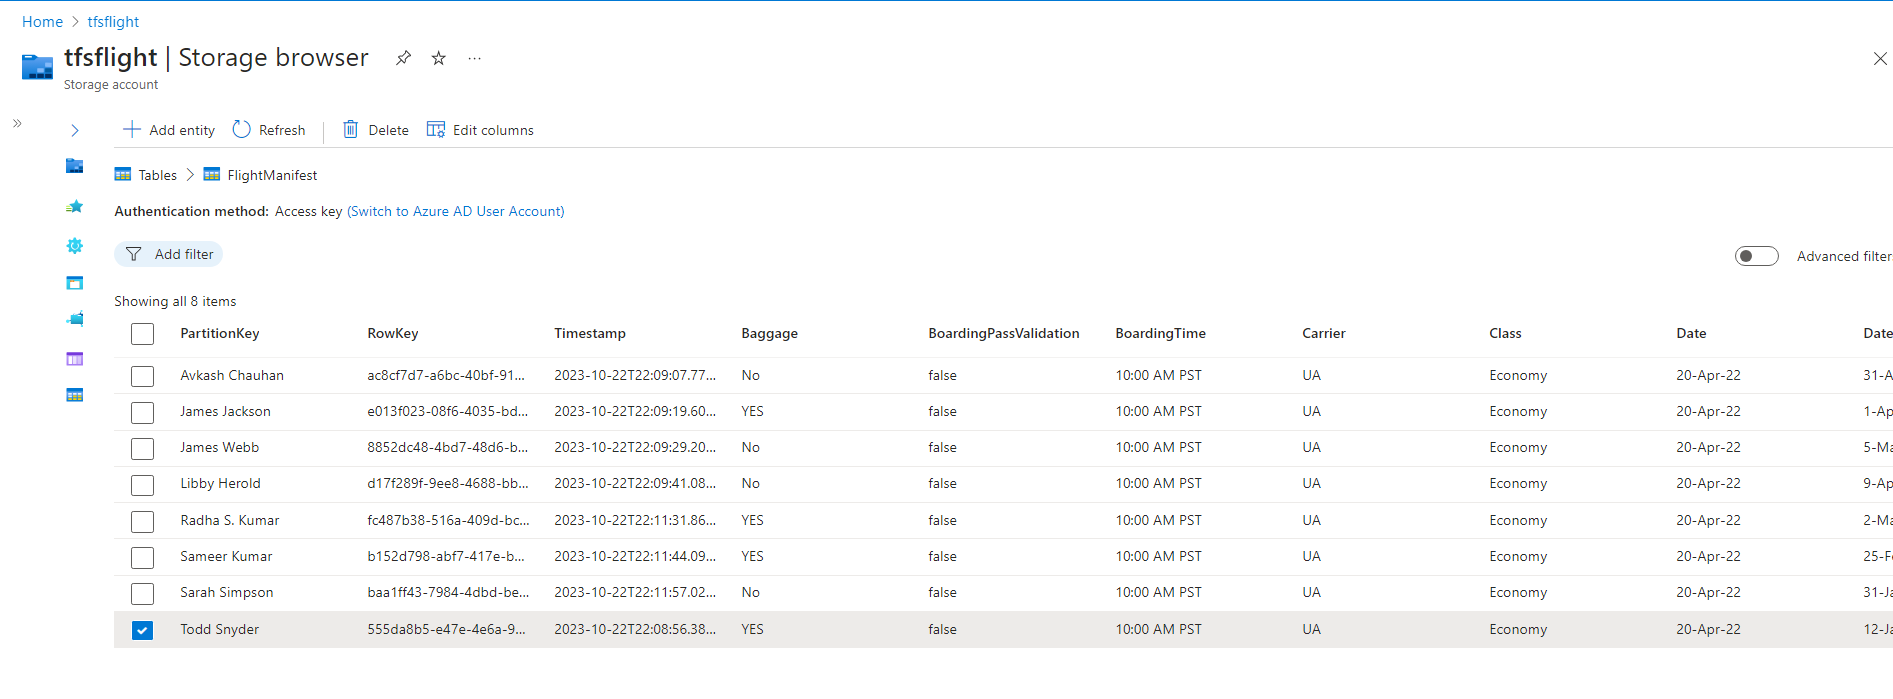 Home > tfsflight
tfsflight | Storage browser ...
Storage account
Add entity Refresh Delete Edit columns
Tables > FlightManifest
Authentication method: Access key (Switch to Azure AD User Account)
Add filter
Advanced filter
Showing all 8 items
PartitionKey RowKey Timestamp Baggage BoardingPassValidation BoardingTime Carrier Class Date Date
Avkash Chauhan ac8cf7d7-a6bc-40bf-91... 2023-10-22T22:09:07.77... No false 10:00 AM PST UA Economy 20-Apr-22 31-A
James Jackson e013f023-08f6-4035-bd... 2023-10-22T22:09:19.60... YES false 10:00 AM PST UA Economy 20-Apr-22 1-Ap
James Webb 8852dc48-4bd7-48d6-b... 2023-10-22T22:09:29.20... No false 10:00 AM PST UA Economy 20-Apr-22 5-Ma
Libby Herold d17f289f-9ee8-4688-bb... 2023-10-22T22:09:41.08... No false 10:00 AM PST UA Economy 20-Apr-22 9-Ap
Radha S. Kumar fc487b38-516a-409d-bc... 2023-10-22T22:11:31.86... YES false 10:00 AM PST UA Economy 20-Apr-22 2-Ma
Sameer Kumar b152d798-abf7-417e-b... 2023-10-22T22:11:44.09... YES false 10:00 AM PST UA Economy 20-Apr-22 25-Fe
Sarah Simpson baa1ff43-7984-4dbd-be... 2023-10-22T22:11:57.02... No false 10:00 AM PST UA Economy 20-Apr-22 31-Ja
Todd Snyder 555da8b5-e47e-4e6a-9... 2023-10-22T22:08:56.38... YES false 10:00 AM PST UA Economy 20-Apr-22 12-Ja